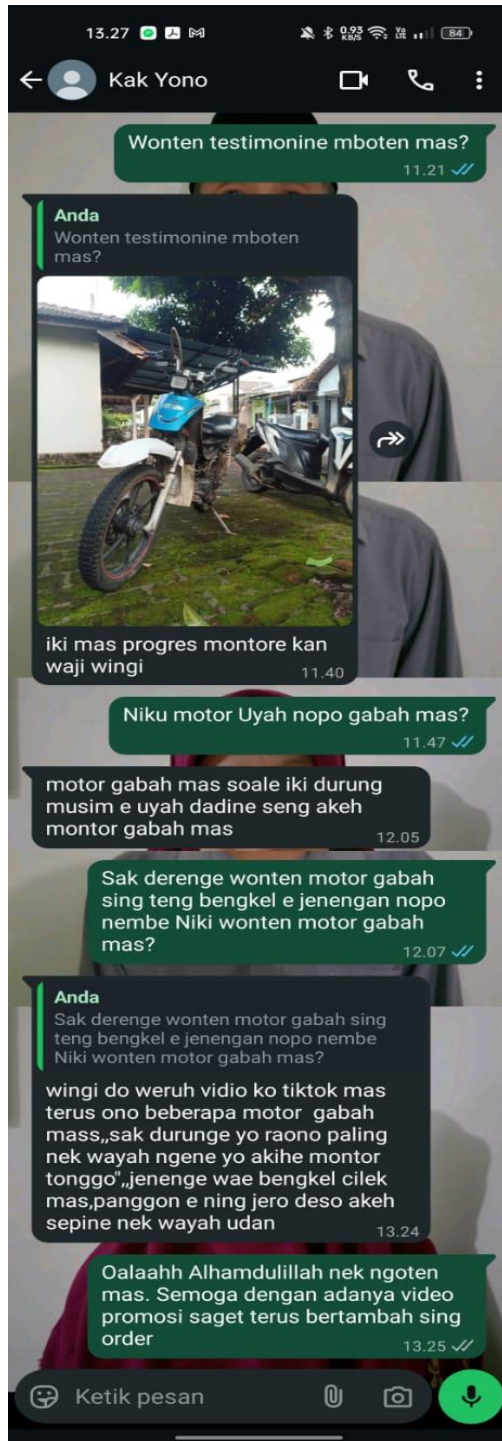 13.27
0.93
KB/S
Vo
LTE
84
Kak Yono
Wonten testimonine mboten mas?
11.21
Anda
Wonten testimonine mboten
mas?
iki mas progres montore kan
waji wingi
11.40
Niku motor Uyah nopo gabah mas?
11.47
motor gabah mas soale iki durung
musim e uyah dadine seng akeh
montor gabah mas
12.05
Sak derenge wonten motor gabah
sing teng bengkel e jenengan nopo
nembe Niki wonten motor gabah
mas?
12.07
Anda
Sak derenge wonten motor gabah sing
teng bengkel e jenengan nopo nembe
Niki wonten motor gabah mas?
wingi do weruh vidio ko tiktok mas
terus ono beberapa motor gabah
mass,,sak durunge yo raono paling
nek wayah ngene yo akihe montor
tonggo",,jenenge wae bengkel cilek
mas,panggon e ning jero deso akeh
sepine nek wayah udan
13.24
Oalaahh Alhamdulillah nek ngoten
mas. Semoga dengan adanya video
promosi saget terus bertambah sing
order
13.25
Ketik pesan